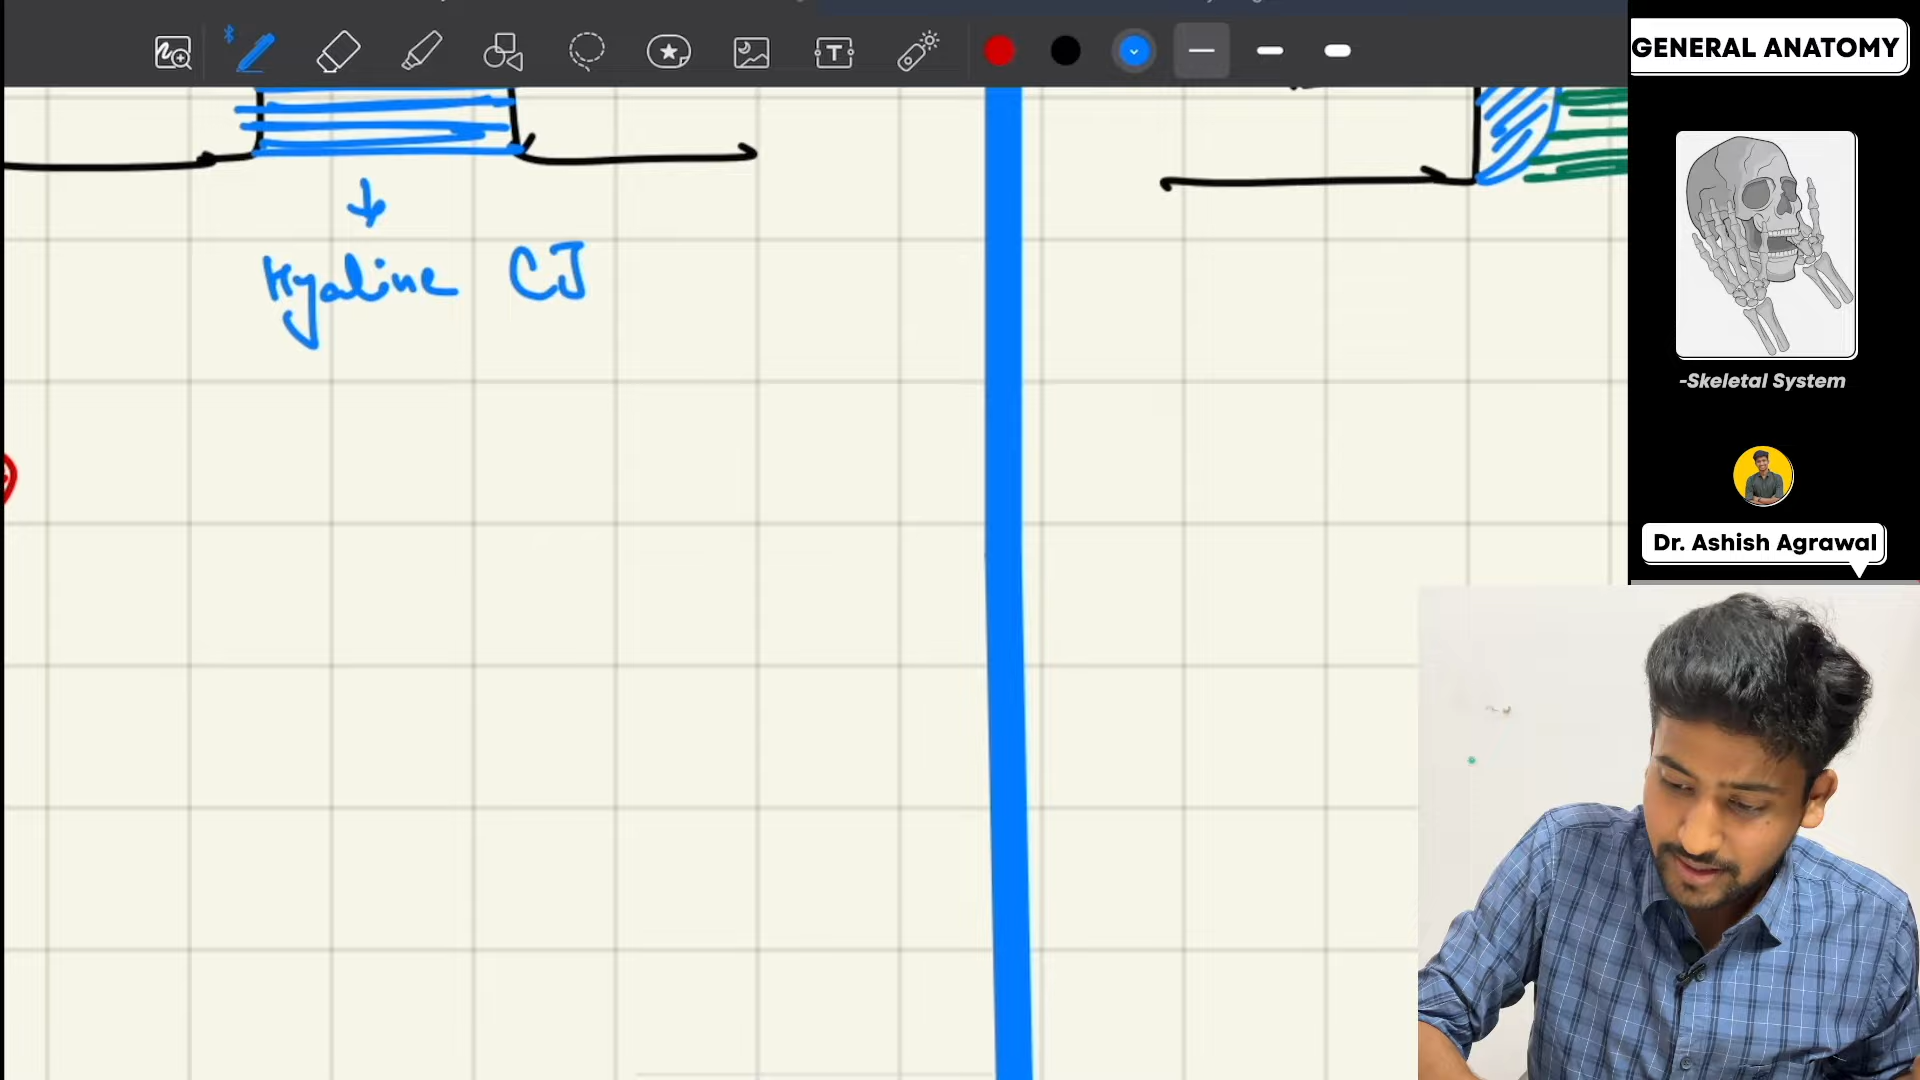 GENERAL ANATOMY
T
Hyaline CJ
-Skeletal System
Dr. Ashish Agrawal